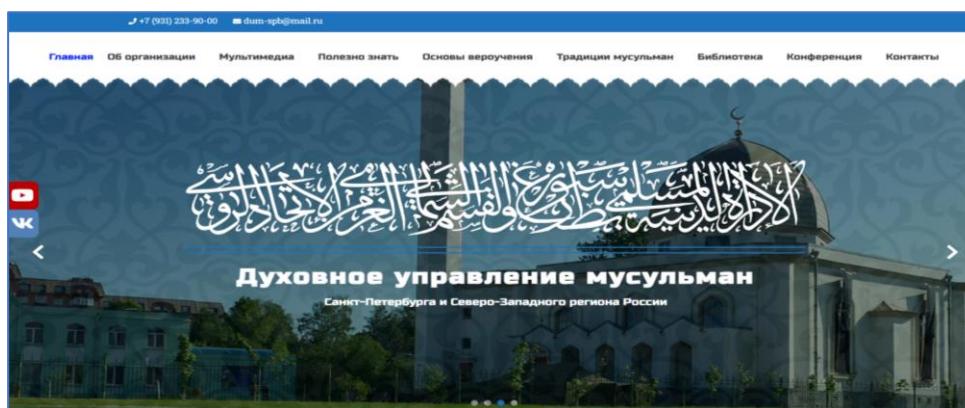 +7 (931) 233-90-00 dum-spb@mail.ru
Главная Об организации Мультимедиа Полезно знать Основы вероучения Традиции мусульман Библиотека Конференция Контакты
Духовное управление мусульман
Санкт-Петербурга и Северо-Западного региона России